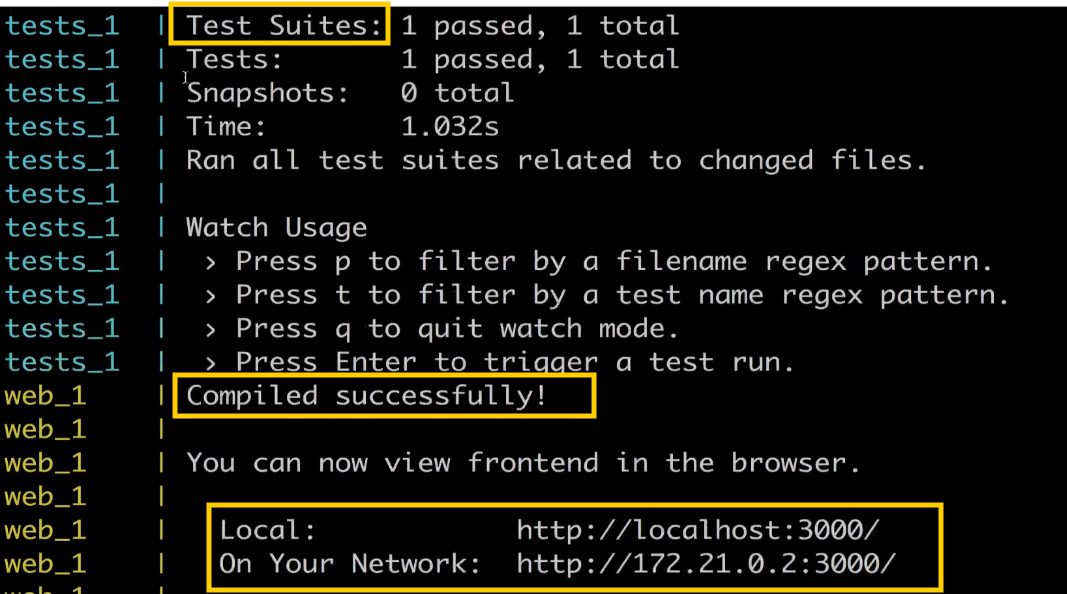 tests_1 | Test Suites: 1 passed, 1 total
tests_1 | Tests: 1 passed, 1 total
tests_1 | Snapshots: 0 total
tests_1 | Time: 1.032s
tests_1 | Ran all test suites related to changed files.
tests_1 |
tests_1 | Watch Usage
tests_1 | › Press p to filter by a filename regex pattern.
tests_1 | › Press t to filter by a test name regex pattern.
tests_1 | › Press q to quit watch mode.
tests_1 | › Press Enter to trigger a test run.
web_1 | Compiled successfully!
web_1 |
web_1 | You can now view frontend in the browser.
web_1 |
web_1 | Local: http://localhost:3000/
web_1 | On Your Network: http://172.21.0.2:3000/
web_1 |